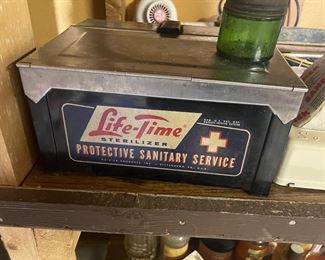 Life-Time
STERILIZER
PROTECTIVE SANITARY SERVICE